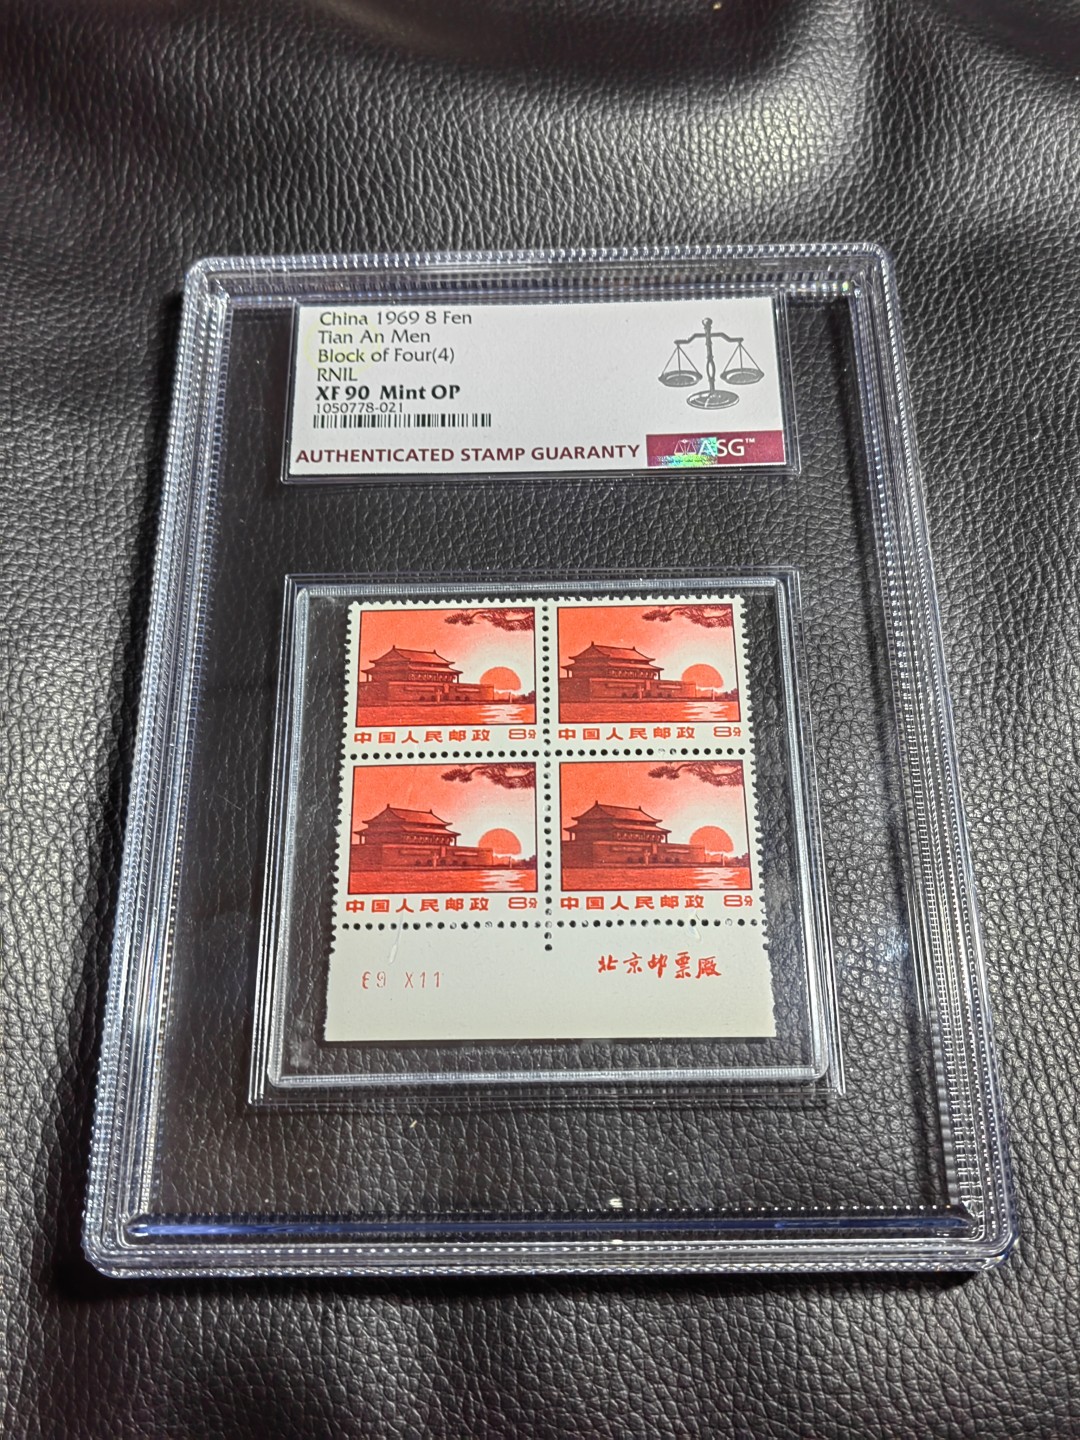 China 1969 8 Fen
Tian An Men
Block of Four(4)
RNIL
XF 90 Mint OP
1050778-021
AUTHENTICATED STAMP GUARANTY
ASG™
中国人民邮政 8分
中国人民邮政 8分
中国人民邮政 8分
中国人民邮政 8分
北京邮票厂
X11